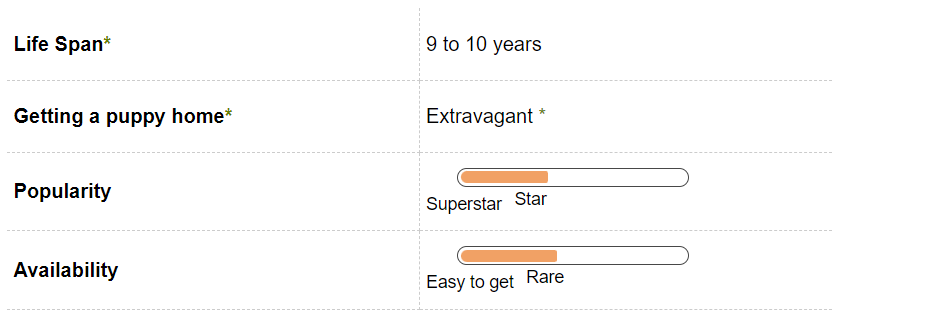 Life Span* 9 to 10 years
Getting a puppy home* Extravagant *
Popularity
Superstar Star
Availability
Easy to get Rare